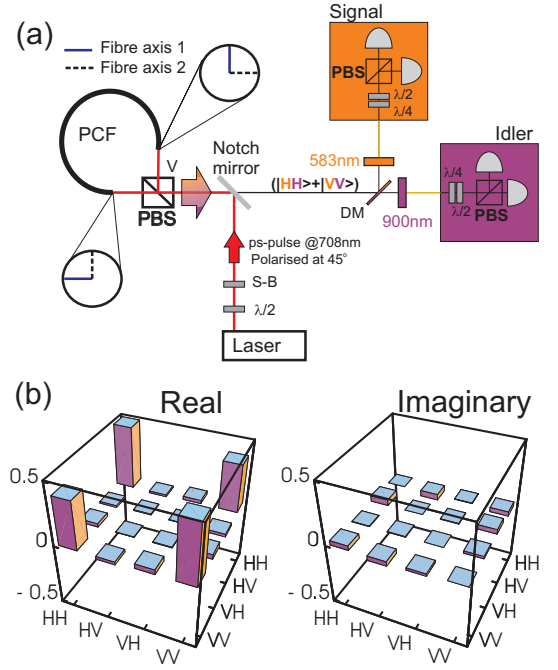 (a)
Fibre axis 1
Fibre axis 2
PCF
V
PBS
Notch
mirror
(|HH>+|VV>)
DM
Signal
PBS
λ/2
λ/4
583nm
900nm
Idler
λ/4
λ/2
PBS
ps-pulse @708nm
Polarised at 45°
S-B
λ/2
Laser
(b)
Real
0.5
0
- 0.5
HH
HV
VH
VV
HH
HV
VH
VV
Imaginary
0.5
0
- 0.5
HH
HV
VH
VV
HH
HV
VH
VV